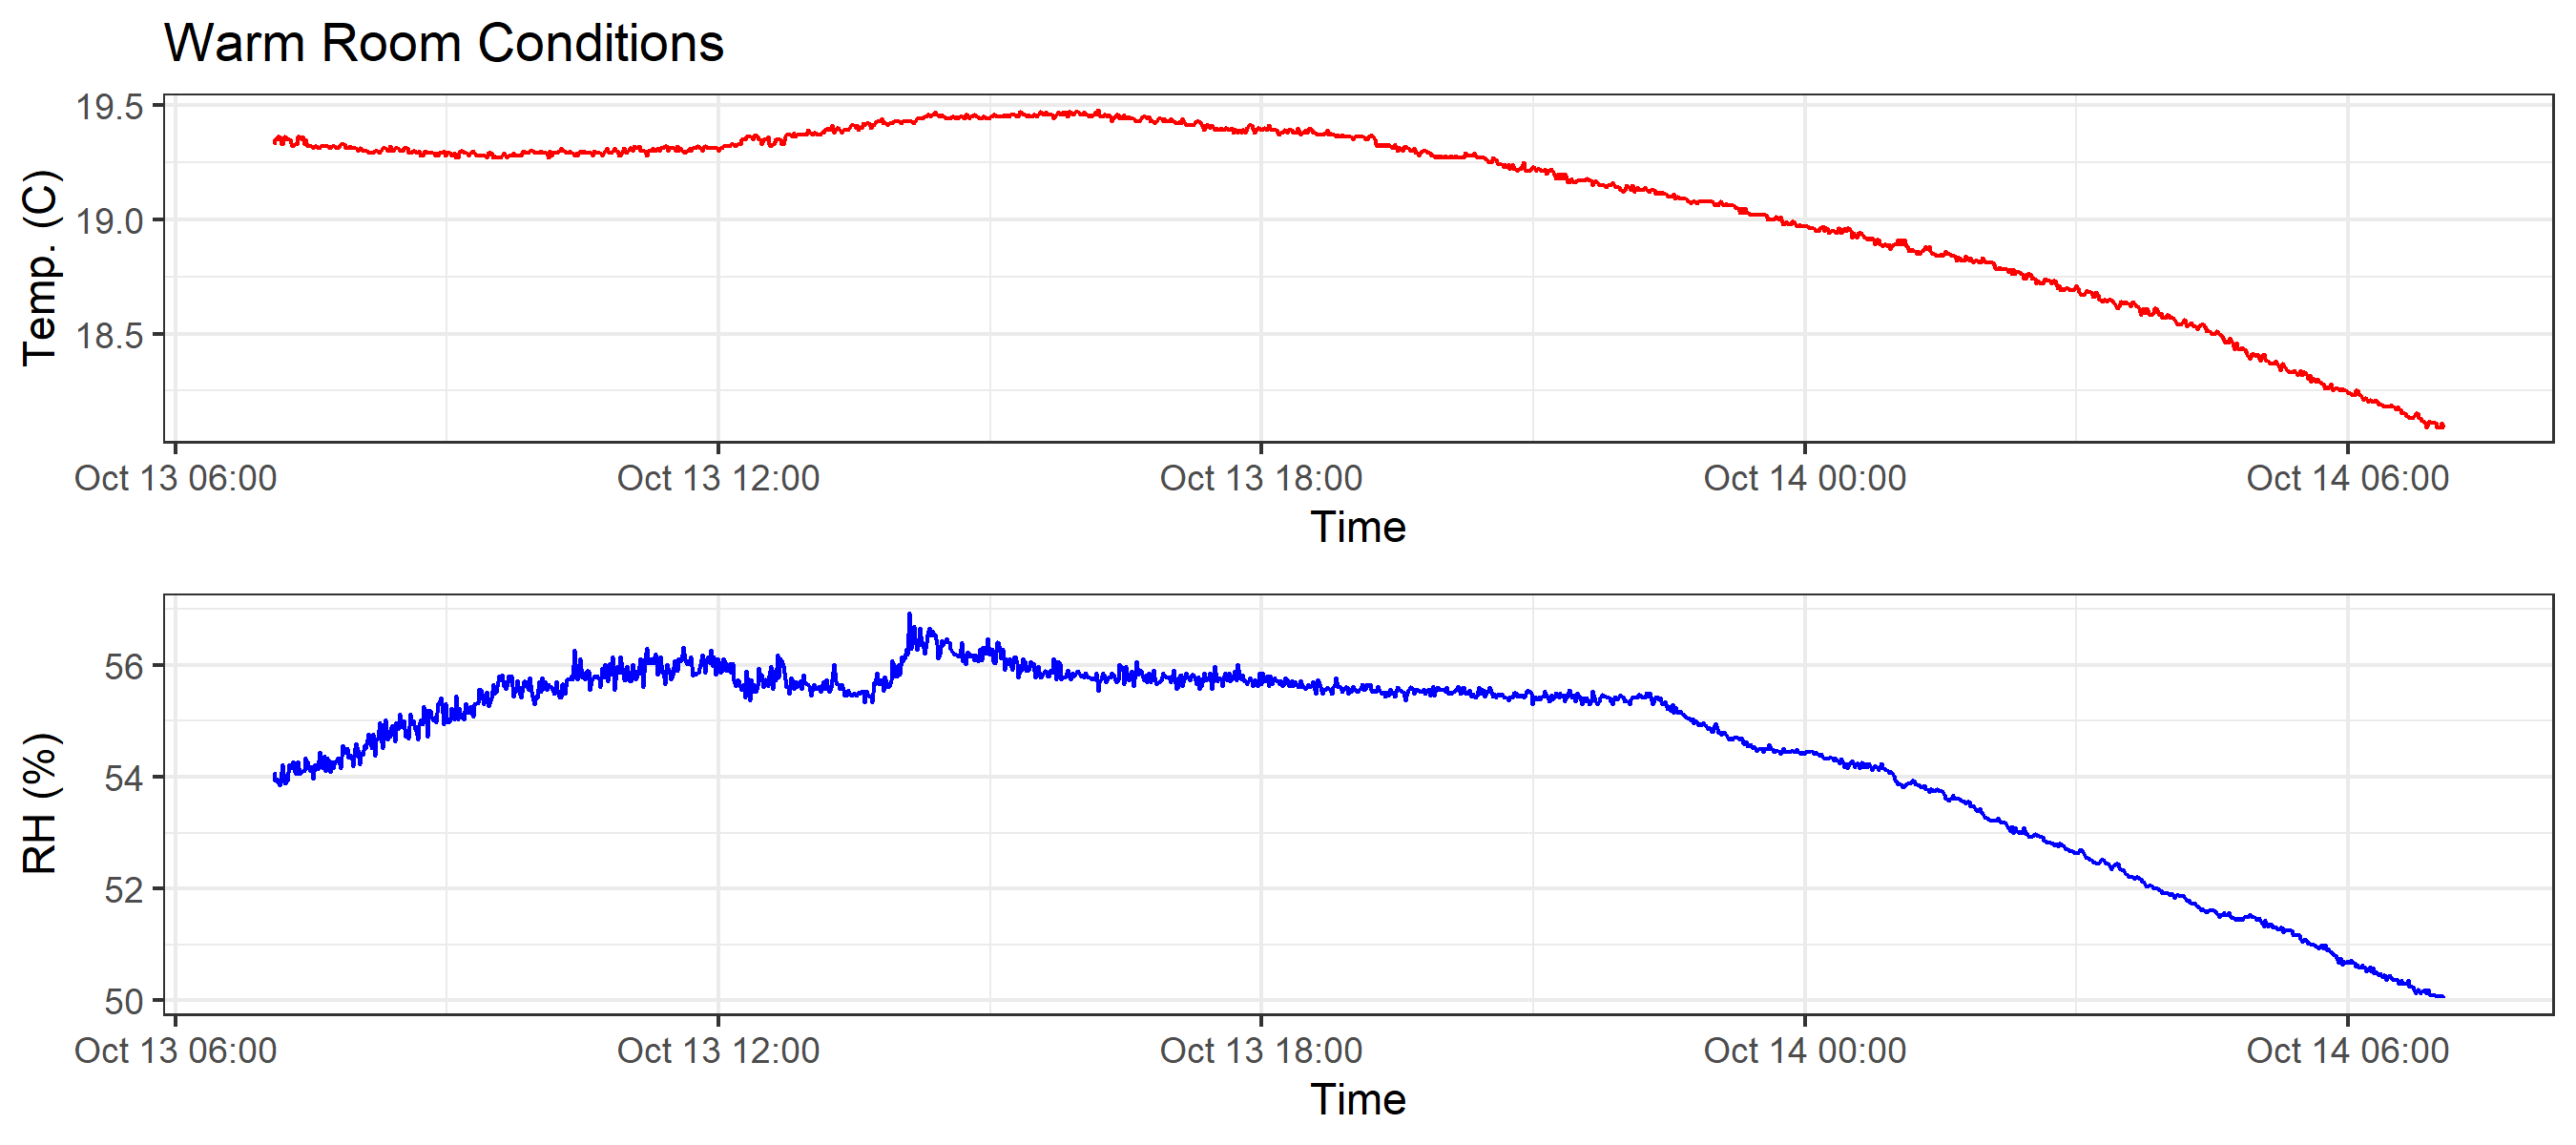 Warm Room Conditions
19.5
19.0
18.5
Temp. (C)
Oct 13 06:00 Oct 13 12:00 Oct 13 18:00 Oct 14 00:00 Oct 14 06:00
Time
56
54
52
50
RH (%)
Oct 13 06:00 Oct 13 12:00 Oct 13 18:00 Oct 14 00:00 Oct 14 06:00
Time